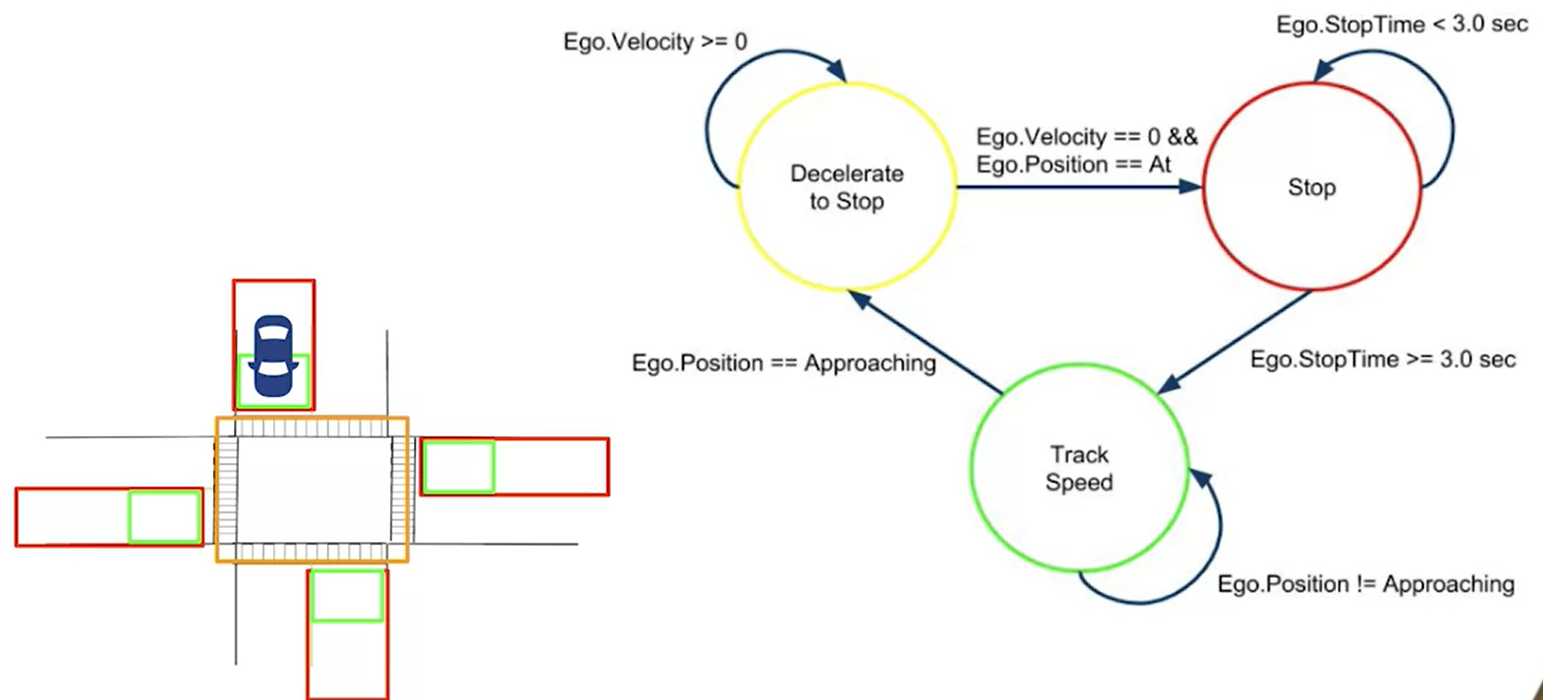 Ego.Velocity >= 0
Ego.StopTime < 3.0 sec
Ego.Velocity == 0 &&
Ego.Position == At
Decelerate
to Stop
Stop
Ego.Position == Approaching
Ego.StopTime >= 3.0 sec
Track
Speed
Ego.Position != Approaching